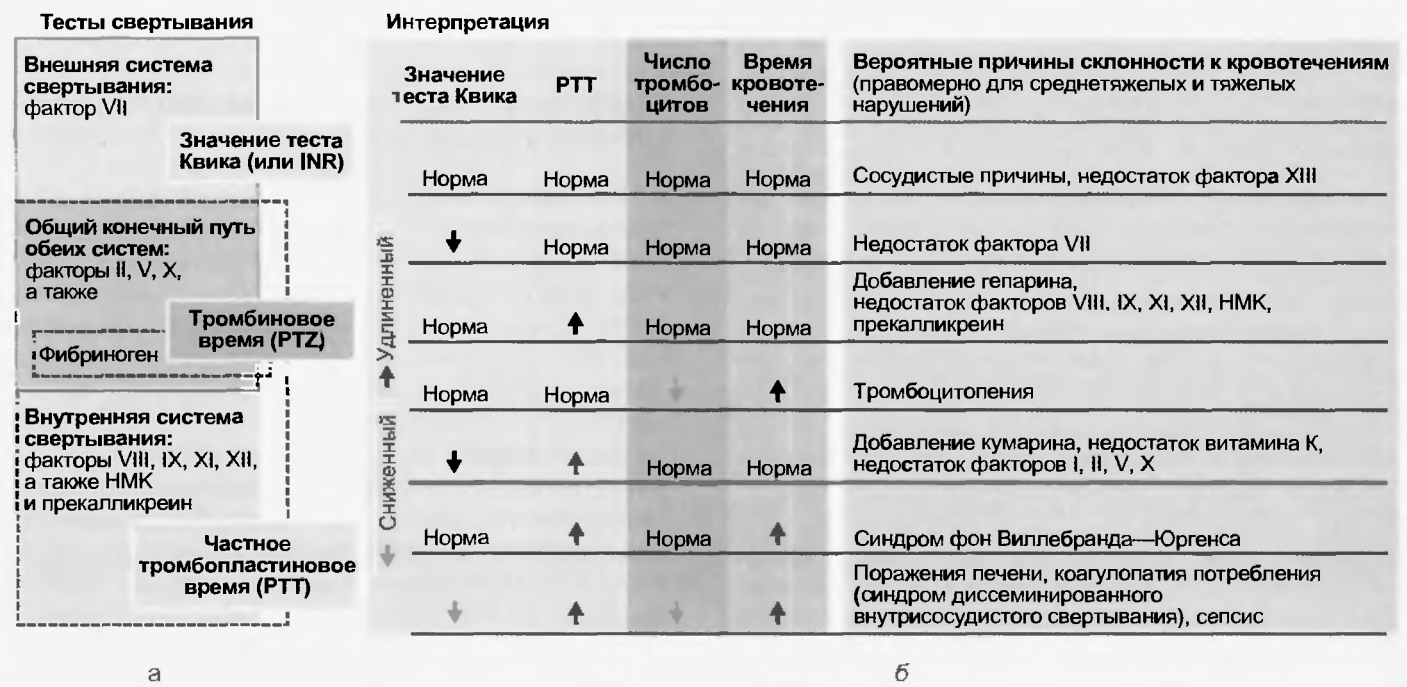 Тесты свертывания
Внешняя система
свертывания:
фактор VII
Значение теста
Квика (или INR)
Общий конечный путь
обеих систем:
факторы II, V, X,
а также
Тромбиновое
время (PTZ)
Фибриноген
Внутренняя система
свертывания:
факторы VIII, IX, XI, XII,
а также НМК
и прекалликреин
Частное
тромбопластиновое
время (PTT)
а
Интерпретация
Значение
теста Квика
PTT
Число
тромбо-
цитов
Время
кровоте-
чения
Вероятные причины склонности к кровотечениям
(правомерно для среднетяжелых и тяжелых
нарушений)
↑ Удлиненный
↓ Сниженный
Норма Норма Норма Норма Сосудистые причины, недостаток фактора XIII
↓ Норма Норма Норма Недостаток фактора VII
Добавление гепарина,
недостаток факторов VIII, IX, XI, XII, НМК,
Норма ↑ Норма Норма прекалликреин
Норма Норма ↓ ↑ Тромбоцитопения
Добавление кумарина, недостаток витамина К,
↓ ↑ Норма Норма недостаток факторов I, II, V, X
Норма ↑ Норма ↑ Синдром фон Виллебранда—Юргенса
Поражения печени, коагулопатия потребления
(синдром диссеминированного
↓ ↑ ↓ ↑ внутрисосудистого свертывания), сепсис
б